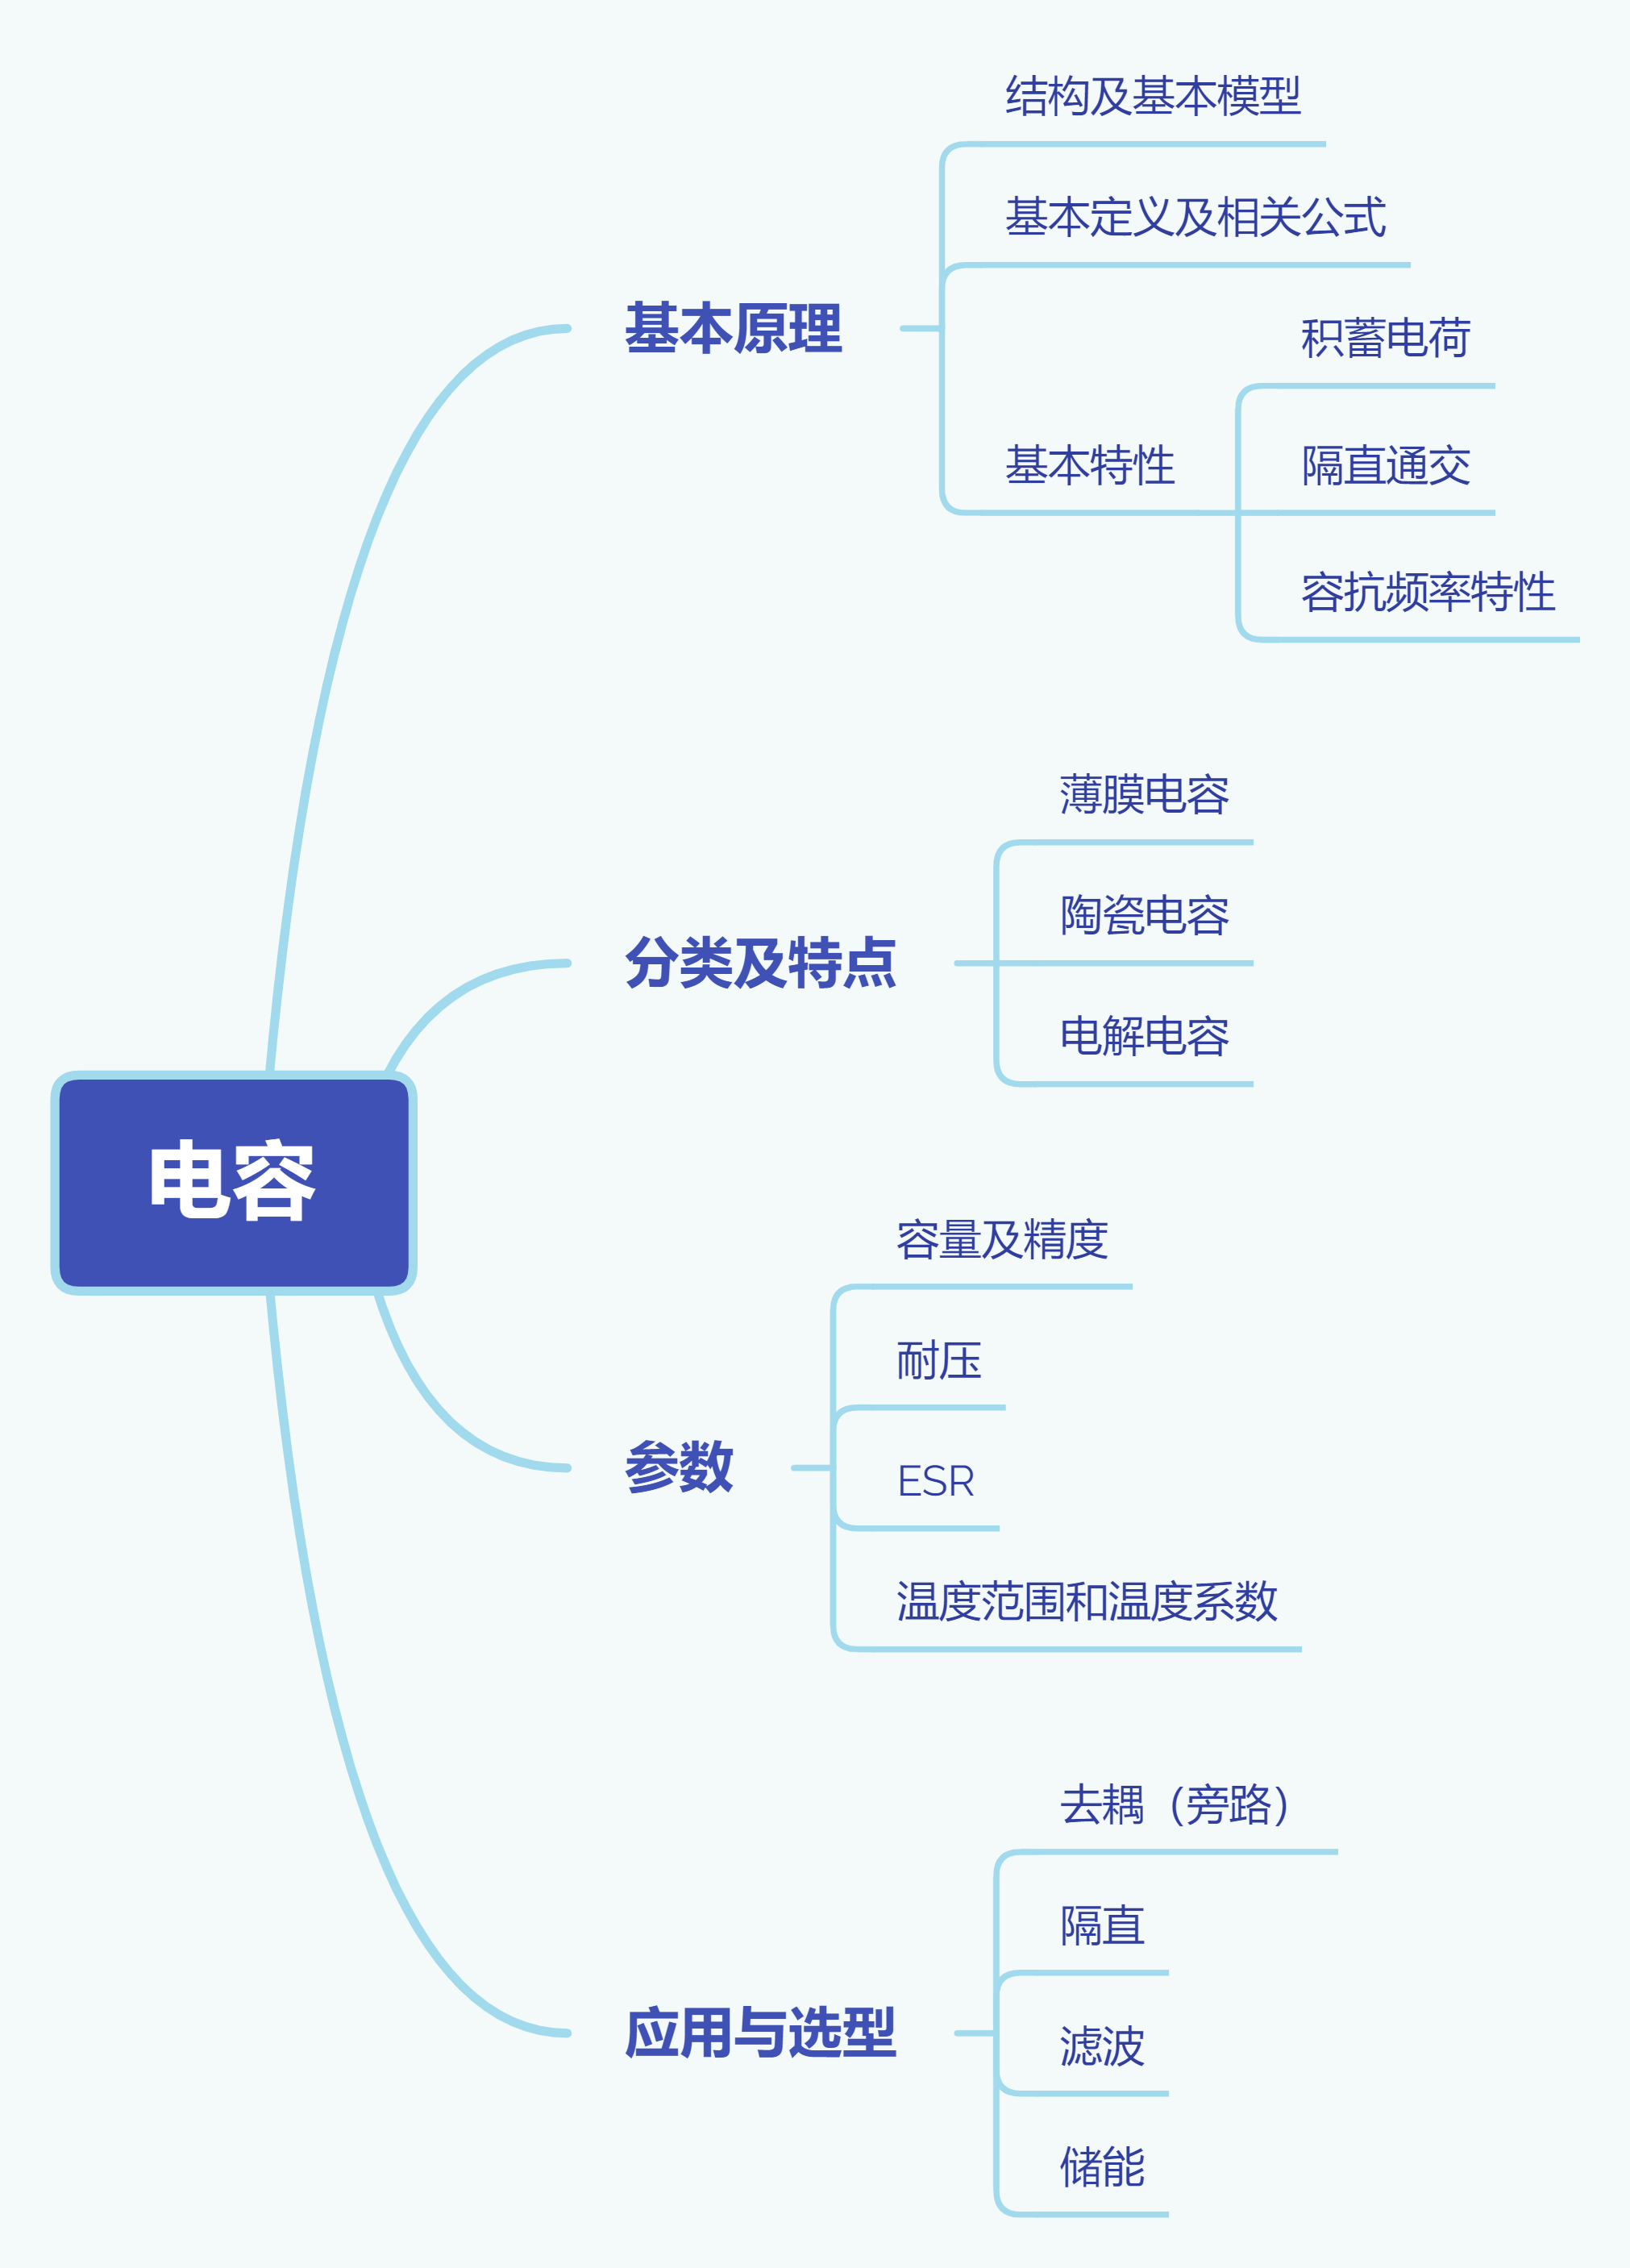 电容
基本原理
结构及基本模型
基本定义及相关公式
基本特性
积蓄电荷
隔直通交
容抗频率特性
分类及特点
薄膜电容
陶瓷电容
电解电容
参数
容量及精度
耐压
ESR
温度范围和温度系数
应用与选型
去耦（旁路）
隔直
滤波
储能